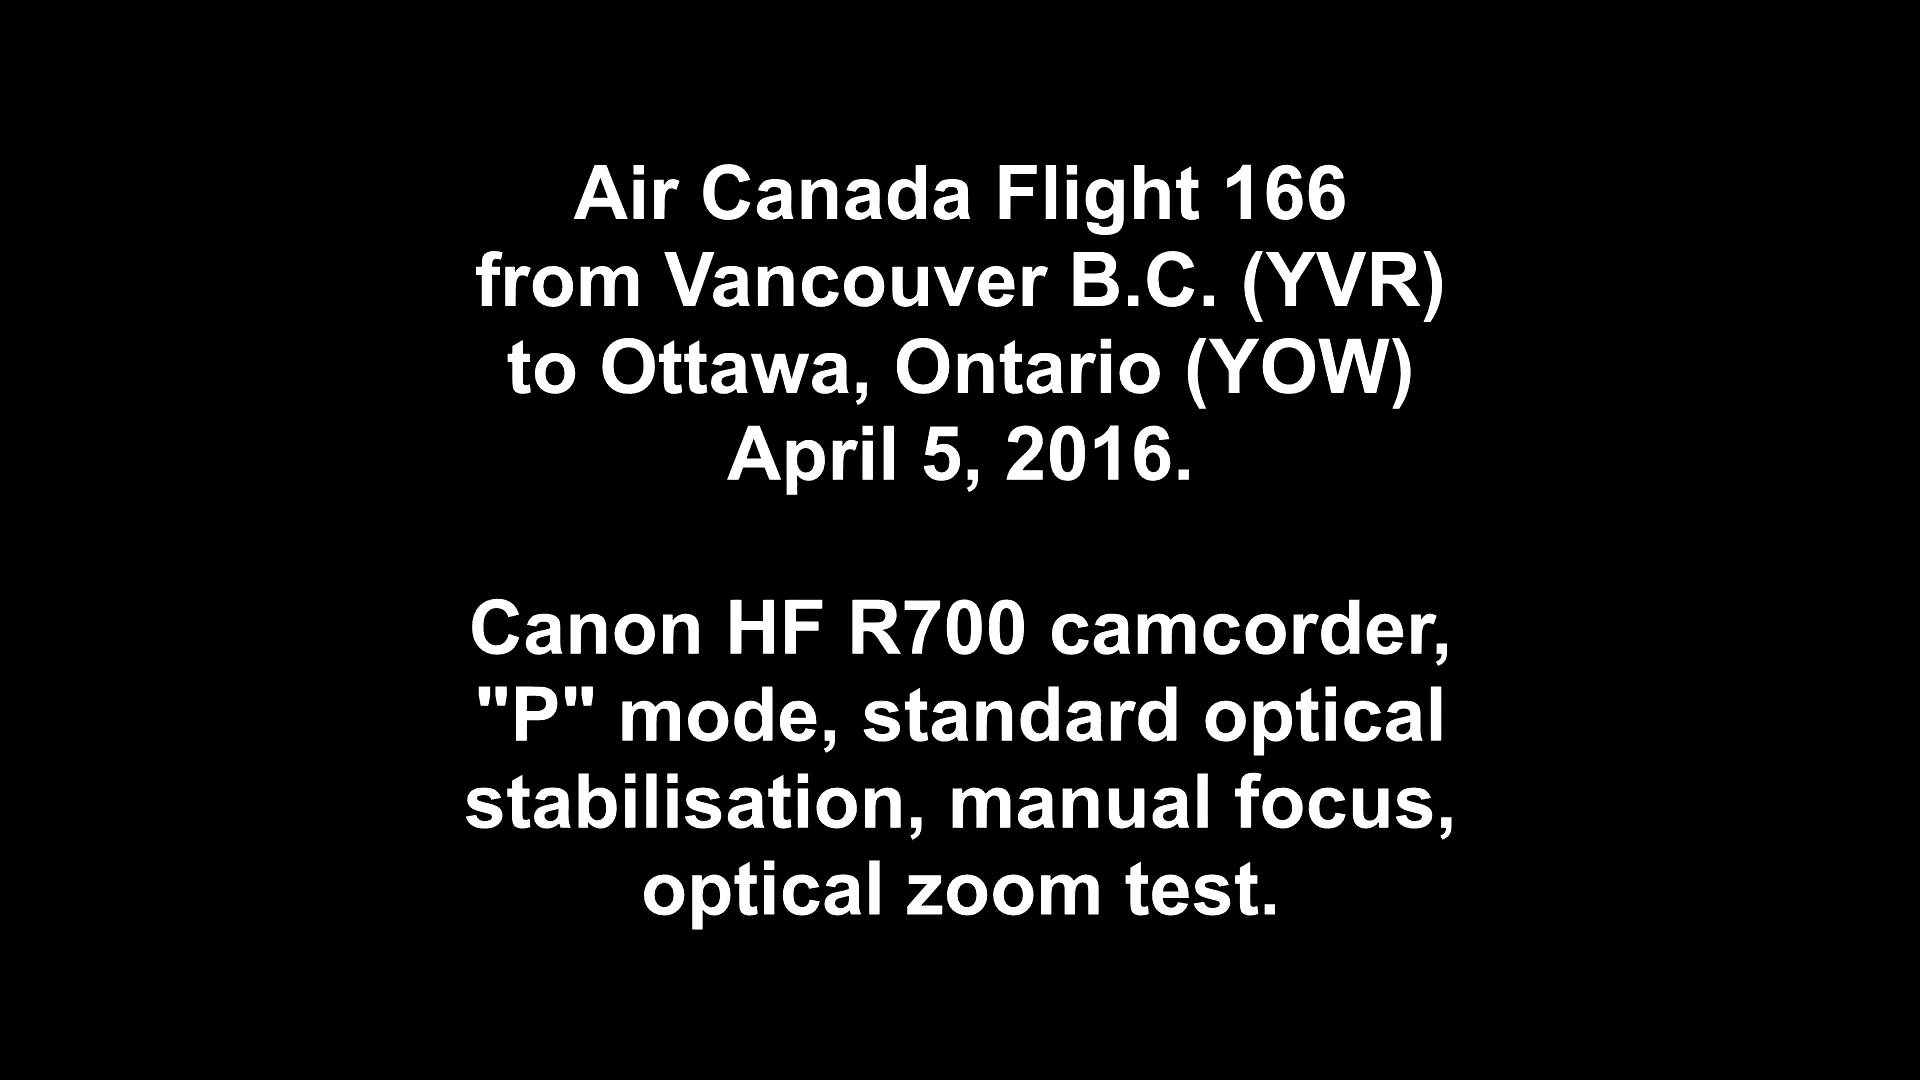 Air Canada Flight 166
from Vancouver B.C. (YVR)
to Ottawa, Ontario (YOW)
April 5, 2016.
Canon HF R700 camcorder,
"P" mode, standard optical
stabilisation, manual focus,
optical zoom test.